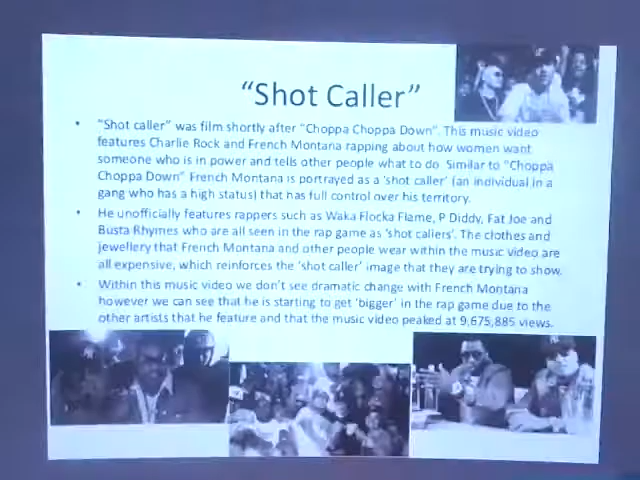 “Shot Caller”
• “Shot caller” was film shortly after “Choppa Choppa Down”. This music video
features Charlie Rock and French Montana rapping about how women want
someone who is in power and tells other people what to do. Similar to “Choppa
Choppa Down” French Montana is portrayed as a ‘shot caller’ (an individual in a
gang who has a high status) that has full control over his territory.
• He unofficially features rappers such as Waka Flocka Flame, P Diddy, Fat Joe and
Busta Rhymes who are all seen in the rap game as ‘shot callers’. The clothes and
jewellery that French Montana and other people wear within the music video are
all expensive, which reinforces the ‘shot caller’ image that they are trying to show.
• Within this music video we don’t see dramatic change with French Montana
however we can see that he is starting to get ‘bigger’ in the rap game due to the
other artists that he feature and that the music video peaked at 9,675,885 views.